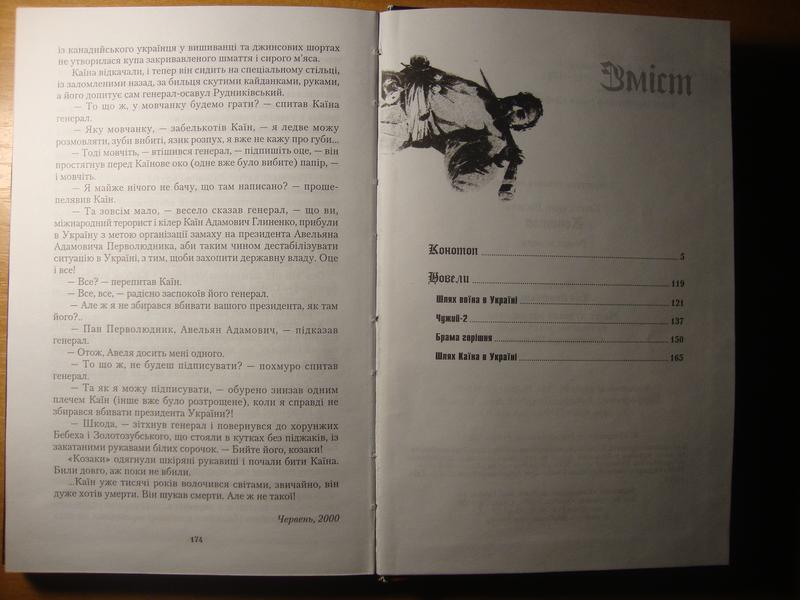 із канадійського українця у вишиванці та джинсових шортах
не утворилася купа закривавленого шмаття і сирого м'яса.
Каїна відкачали, і тепер він сидить на спеціальному стільці,
із заломленими назад, за бильця скутими кайданками, руками,
а його допитує сам генерал-осавул Рудниківський.
— То що ж, у мовчанку будемо грати? — спитав Каїна
генерал.
— Яку мовчанку, — забелькотів Каїн, — я ледве можу
розмовляти, зуби вибиті, язик розпух, я вже не кажу про губи...
— Тоді мовчіть, — втішився генерал, — підпишіть оце, — він
простягнув перед Каїнове око (одне вже було вибите) папір, —
і мовчіть.
— Я майже нічого не бачу, що там написано? — проше-
пелявив Каїн.
— Та зовсім мало, — весело сказав генерал, — що ви,
міжнародний терорист і кілер Каїн Адамович Глиненко, прибули
в Україну з метою організації замаху на президента Авельяна
Адамовича Перволюдника, аби таким чином дестабілізувати
ситуацію в Україні, з тим, щоби захопити державну владу. Оце
і все!
— Все? — перепитав Каїн.
— Все, все, — радісно заспокоїв його генерал.
— Але ж я не збирався вбивати вашого президента, як там
його?..
— Пан Перволюдник, Авельян Адамович, — підказав
генерал.
— Отож, Авеля досить мені одного.
— То що ж, не будеш підписувати? — похмуро спитав
генерал.
— Та як я можу підписувати, — обурено знизав одним
плечем Каїн (інше вже було розтрощене), коли я справді не
збирався вбивати президента України?!
— Шкода, — зітхнув генерал і повернувся до хорунжих
Бебеха і Золотозубського, що стояли в кутках без піджаків, із
закатаними рукавами білих сорочок. — Бийте його, козаки!
«Козаки» одягнули шкіряні рукавиці і почали бити Каїна.
Били довго, аж поки не вбили.
...Каїн уже тисячі років волочився світами, звичайно, він
дуже хотів умерти. Він шукав смерти. Але ж не такої!
Червень, 2000
174
Зміст
Конотоп 5
Новели 119
Шлях воїна в Україні 121
Чужий-2 137
Брама горішня 150
Шлях Каїна в Україні 165